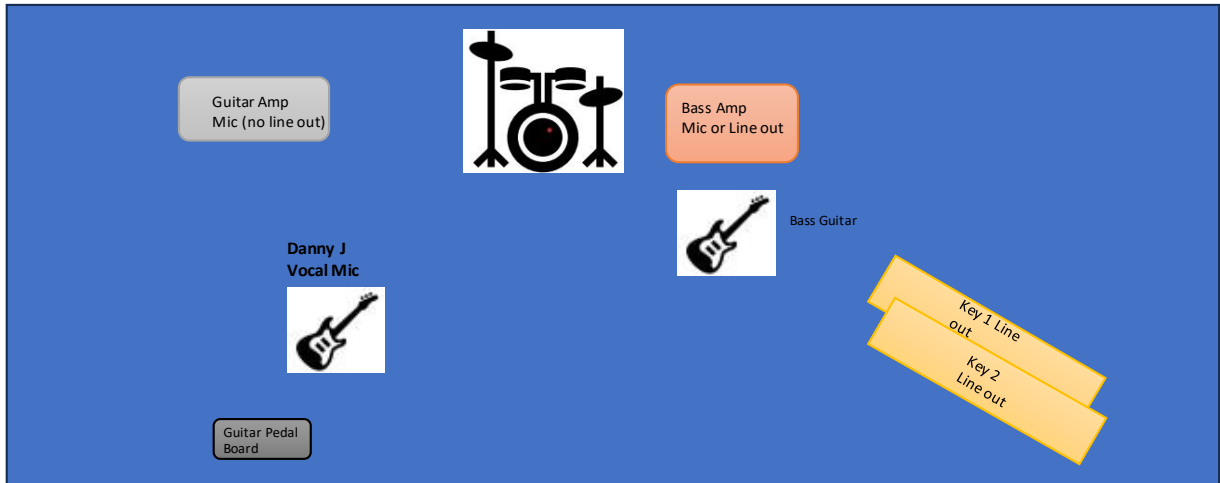 Guitar Amp
Mic (no line out)
Bass Amp
Mic or Line out
Bass Guitar
Danny J
Vocal Mic
Key 1 Line
out
Key 2
Line out
Guitar Pedal
Board